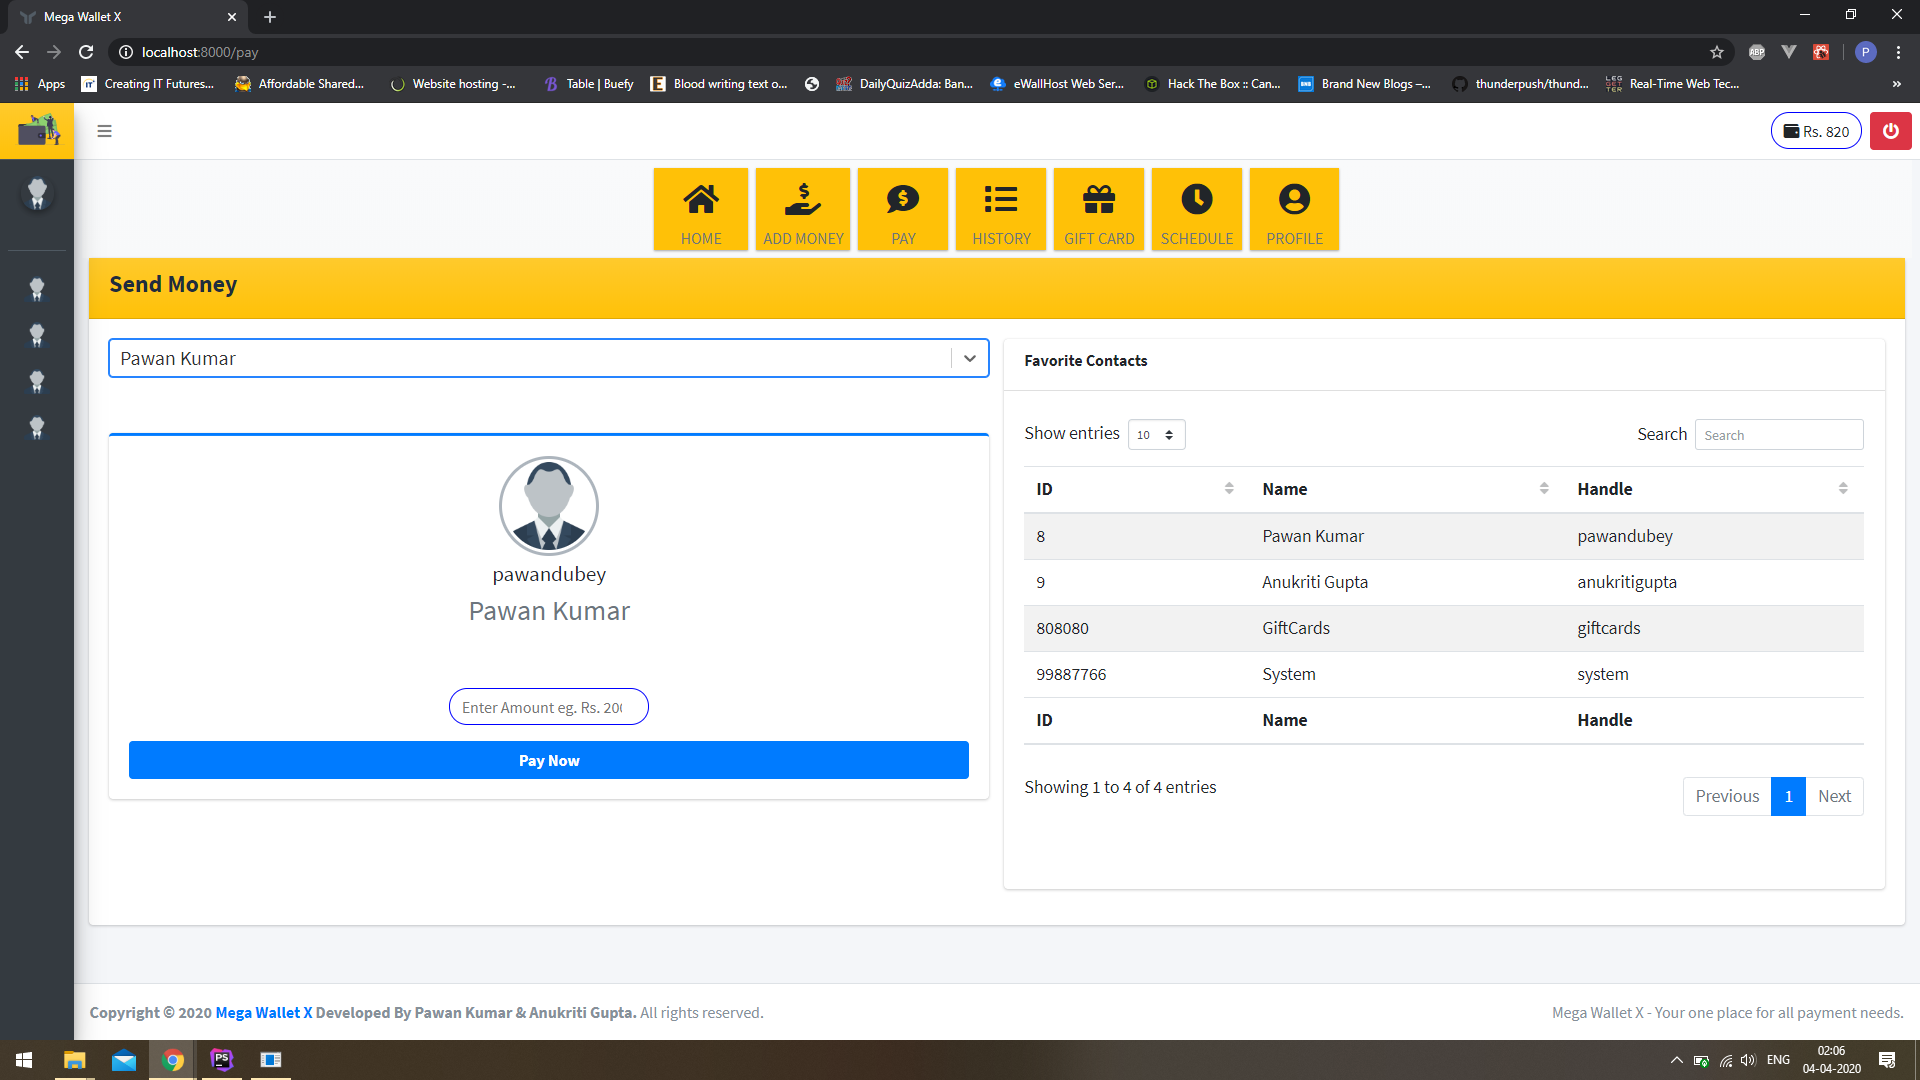 Mega Wallet X
localhost:8000/pay
Apps Creating IT Futures... Affordable Shared... Website hosting -... Table | Buefy Blood writing text o... DailyQuizAdda: Ban... eWallHost Web Ser... Hack The Box :: Can... Brand New Blogs –... thunderpush/thund... Real-Time Web Tec... »
Rs. 820
HOME ADD MONEY PAY HISTORY GIFT CARD SCHEDULE PROFILE
Send Money
Pawan Kumar
pawandubey
Pawan Kumar
Enter Amount eg. Rs. 200
Pay Now
Favorite Contacts
Show entries 10 Search Search
ID Name Handle
8 Pawan Kumar pawandubey
9 Anukriti Gupta anukritigupta
808080 GiftCards giftcards
99887766 System system
ID Name Handle
Showing 1 to 4 of 4 entries Previous 1 Next
Copyright © 2020 Mega Wallet X Developed By Pawan Kumar & Anukriti Gupta. All rights reserved. Mega Wallet X - Your one place for all payment needs.
ENG
02:06
04-04-2020